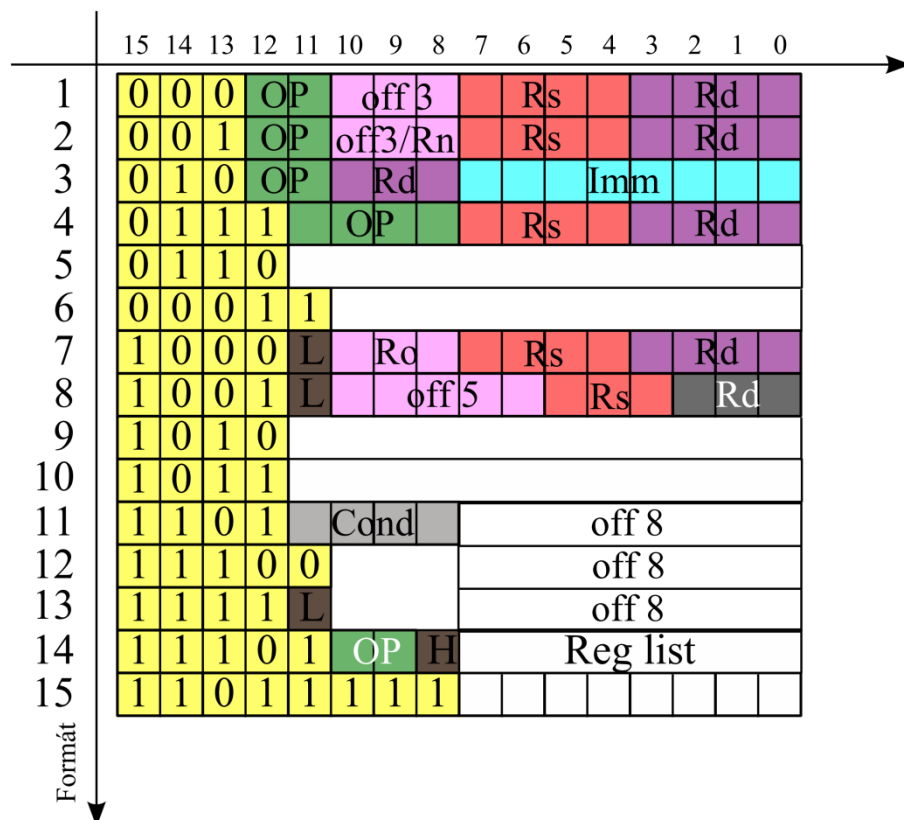 15 14 13 12 11 10 9 8 7 6 5 4 3 2 1 0
1 0 0 0 OP off 3 Rs Rd
2 0 0 1 OP off3/Rn Rs Rd
3 0 1 0 OP Rd Imm
4 0 1 1 1 OP Rs Rd
5 0 1 1 0
6 0 0 0 1 1
7 1 0 0 0 L Ro Rs Rd
8 1 0 0 1 L off 5 Rs Rd
9 1 0 1 0
10 1 0 1 1
11 1 1 0 1 Cond off 8
12 1 1 1 0 0 off 8
13 1 1 1 1 L off 8
14 1 1 1 0 1 OP H Reg list
15 1 1 0 1 1 1 1 1
Formát